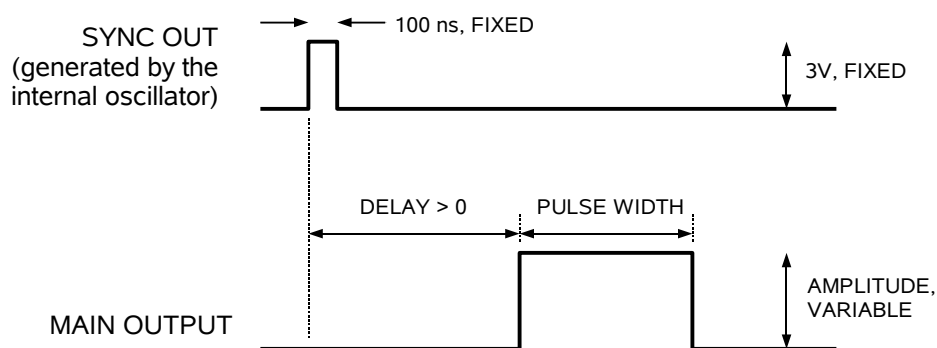 SYNC OUT
(generated by the
internal oscillator)
100 ns, FIXED
3V, FIXED
DELAY > 0
PULSE WIDTH
MAIN OUTPUT
AMPLITUDE,
VARIABLE